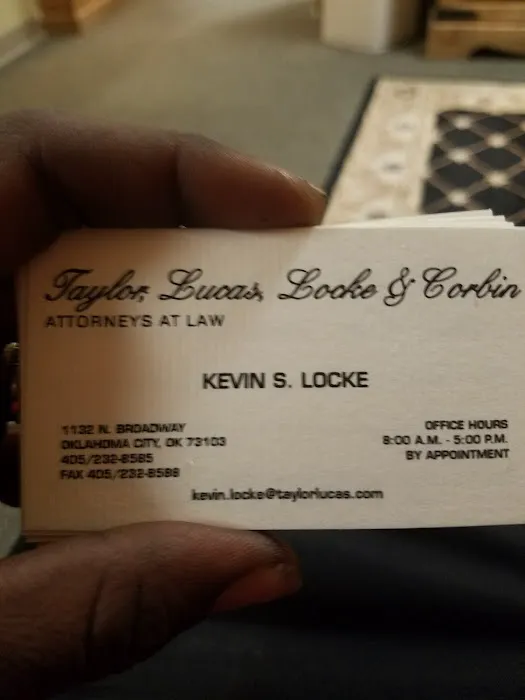 Taylor, Lucas, Locke & Corbin
ATTORNEYS AT LAW
KEVIN S. LOCKE
1132 N. BROADWAY
OKLAHOMA CITY, OK 73103
405/232-8585
FAX 405/232-8588
OFFICE HOURS
8:00 A.M. - 5:00 P.M.
BY APPOINTMENT
kevin.locke@taylorlucas.com